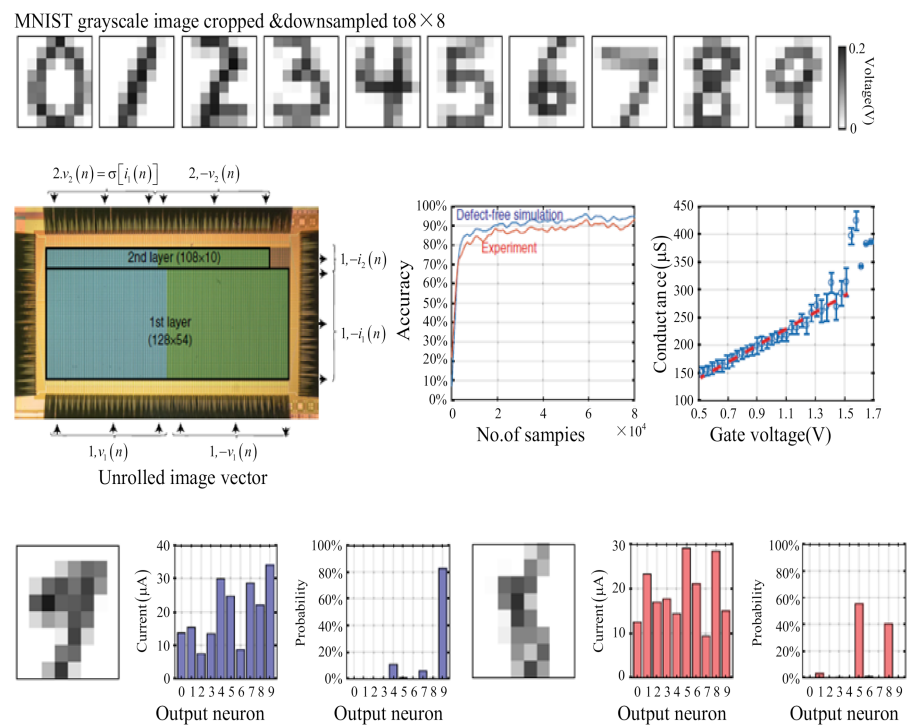 MNIST grayscale image cropped &downsampled to8×8
0.2
0
Voltage(V)
2.v₂(n)=σ[i₁(n)]
2,-v₂(n)
2nd layer (108×10)
1st layer
(128×54)
1,-i₂(n)
1,-i₁(n)
1,v₁(n)
1,-v₁(n)
Unrolled image vector
100%
90%
80%
70%
60%
50%
40%
30%
20%
10%
0%
Accuracy
Defect-free simulation
Experiment
0 2 4 6 8
No.of samples
×10⁴
450
400
350
300
250
200
150
100
Conductance(µS)
0.5 0.7 0.9 1.1 1.3 1.5 1.7
Gate voltage(V)
40
30
20
10
0
Current(µA)
0 1 2 3 4 5 6 7 8 9
Output neuron
100%
80%
60%
40%
20%
0%
Probability
0 1 2 3 4 5 6 7 8 9
Output neuron
30
20
10
0
Current(µA)
0 1 2 3 4 5 6 7 8 9
Output neuron
100%
80%
60%
40%
20%
0%
Probability
0 1 2 3 4 5 6 7 8 9
Output neuron